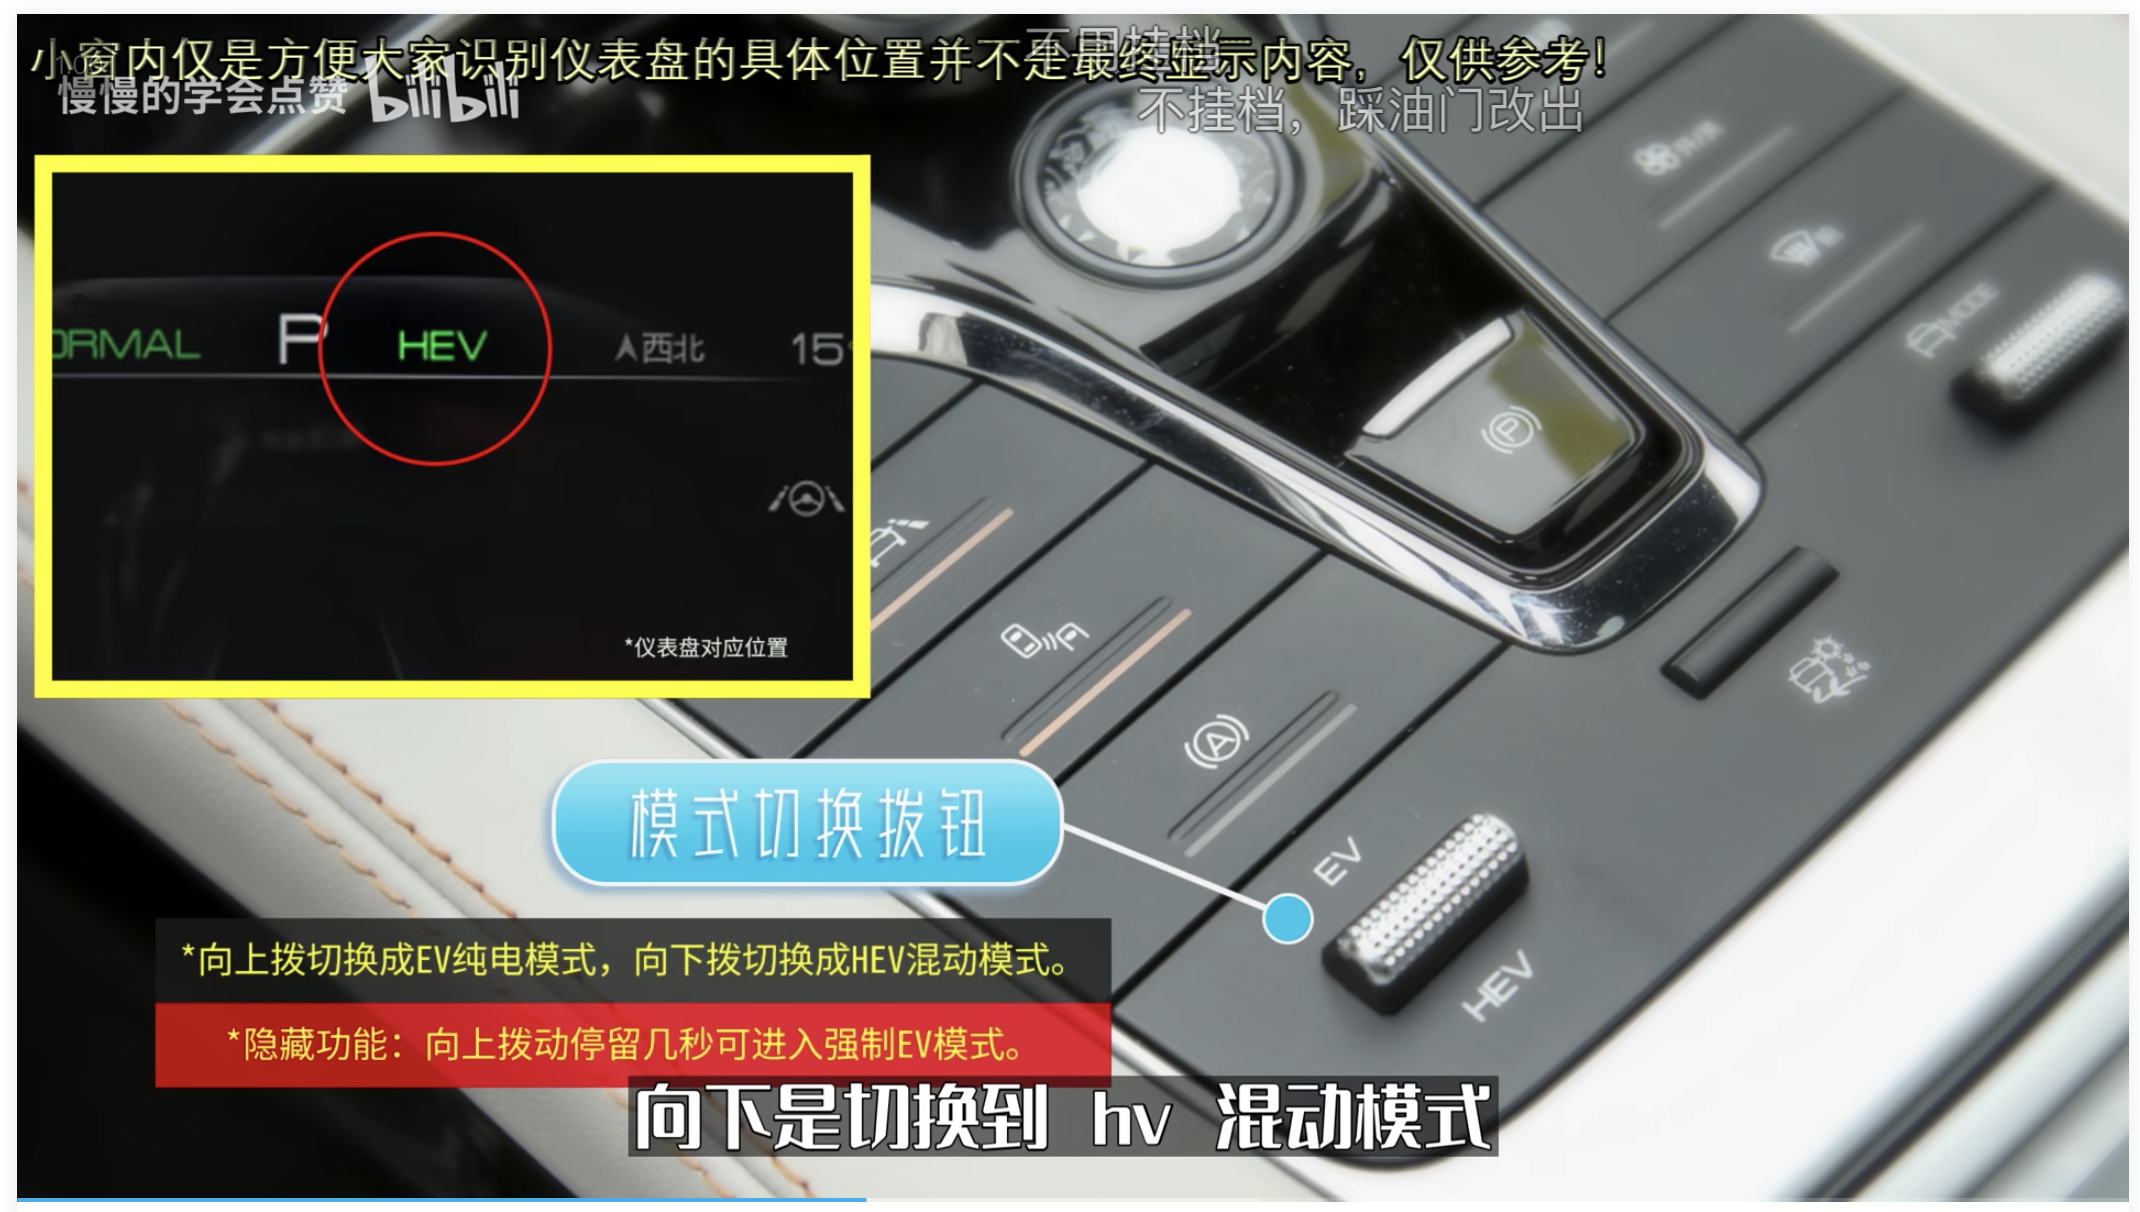 不用挂档
小窗内仅是方便大家识别仪表盘的具体位置并不是最终显示内容，仅供参考！
慢慢的学会点赞 bilibili
不挂档，踩油门改出
ORMAL P HEV 西北 15
*仪表盘对应位置
MODE
P
A
模式切换拨钮
EV
HEV
*向上拨切换成EV纯电模式，向下拨切换成HEV混动模式。
*隐藏功能：向上拨动停留几秒可进入强制EV模式。
向下是切换到 hv 混动模式